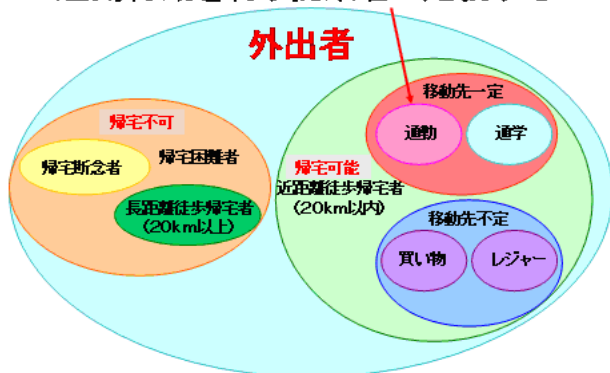 外出者
移動先一定
帰宅不可
通勤
通学
帰宅断念者
帰宅困難者
帰宅可能
近距離徒歩帰宅者
(20km以内)
長距離徒歩帰宅者
(20km以上)
移動先不定
買い物
レジャー